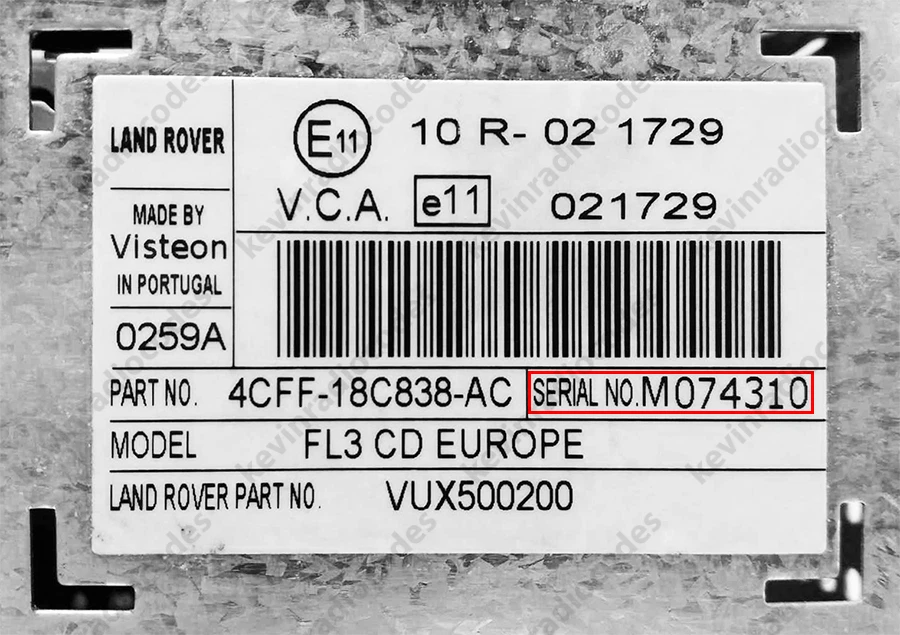 LAND ROVER
E11 10 R- 02 1729
V.C.A. e11 021729
MADE BY
Visteon
IN PORTUGAL
0259A
PART NO. 4CFF-18C838-AC SERIAL NO. M074310
MODEL FL3 CD EUROPE
LAND ROVER PART NO. VUX500200
kevinradiocodes